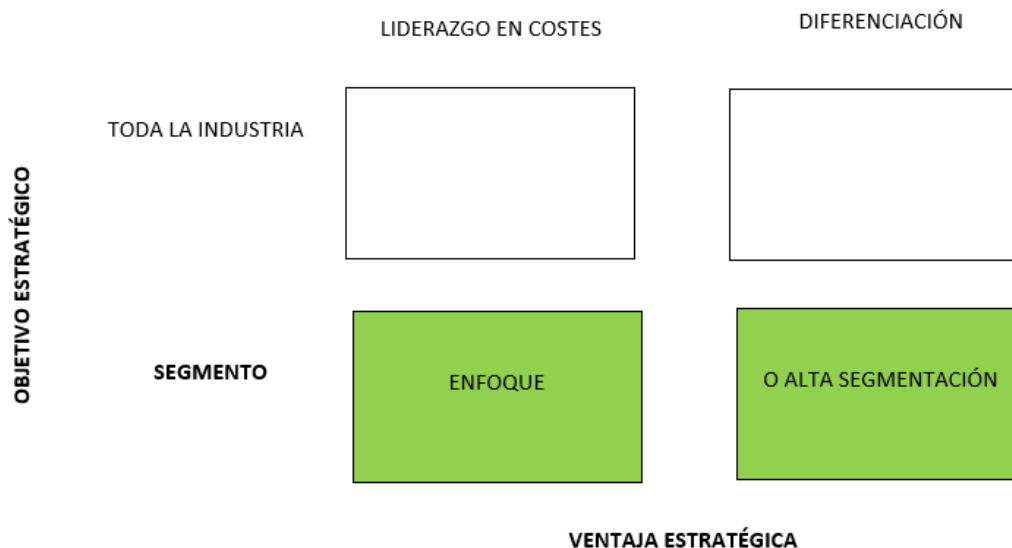 LIDERAZGO EN COSTES
DIFERENCIACIÓN
TODA LA INDUSTRIA
OBJETIVO ESTRATÉGICO
SEGMENTO
ENFOQUE
O ALTA SEGMENTACIÓN
VENTAJA ESTRATÉGICA